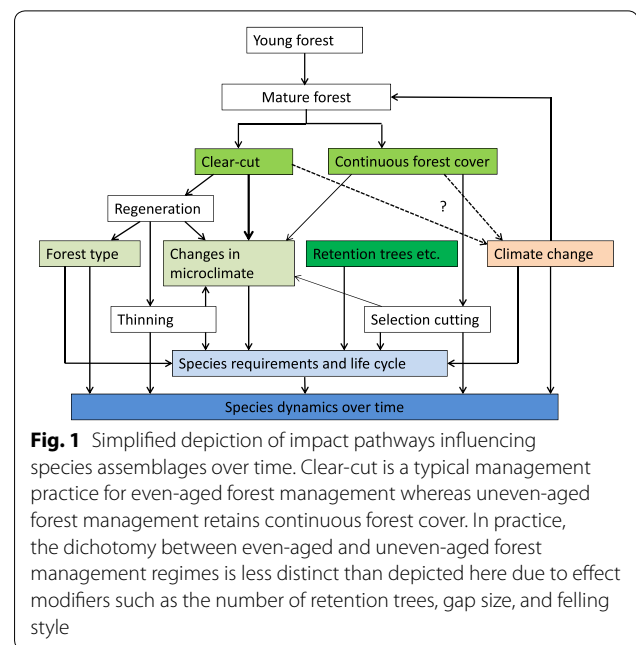 Young forest
Mature forest
Clear-cut
Continuous forest cover
?
Regeneration
Forest type
Changes in
microclimate
Retention trees etc.
Climate change
Thinning
Selection cutting
Species requirements and life cycle
Species dynamics over time
Fig. 1 Simplified depiction of impact pathways influencing
species assemblages over time. Clear-cut is a typical management
practice for even-aged forest management whereas uneven-aged
forest management retains continuous forest cover. In practice,
the dichotomy between even-aged and uneven-aged forest
management regimes is less distinct than depicted here due to effect
modifiers such as the number of retention trees, gap size, and felling
style